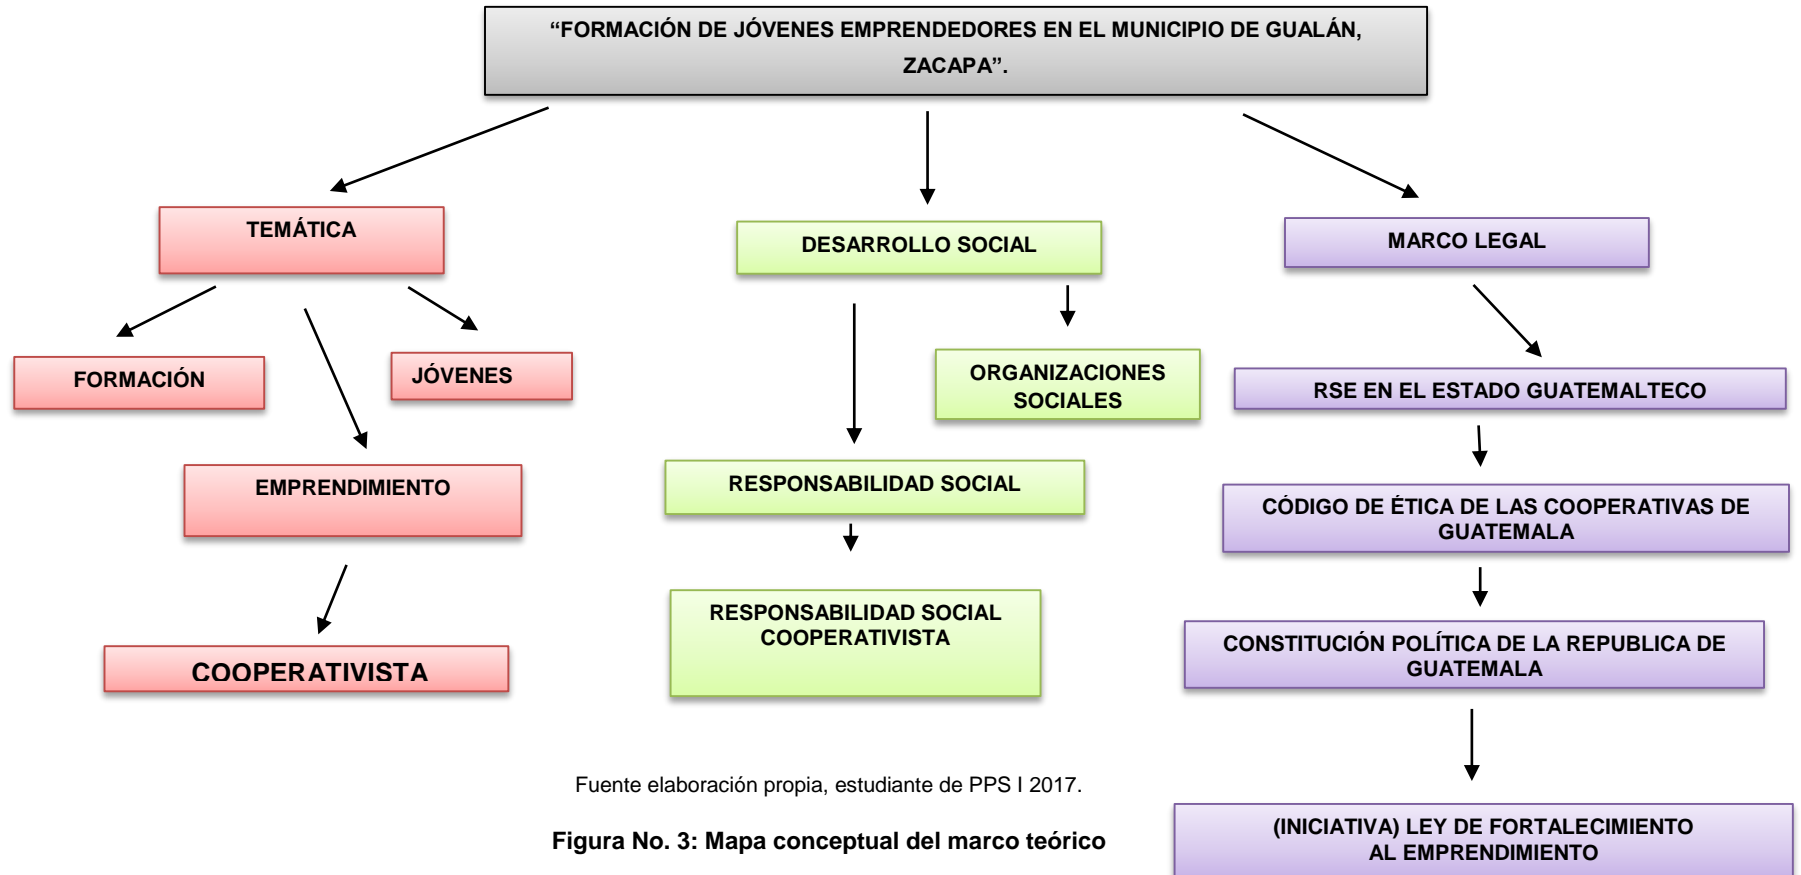 “FORMACIÓN DE JÓVENES EMPRENDEDORES EN EL MUNICIPIO DE GUALÁN,
ZACAPA”.
TEMÁTICA
DESARROLLO SOCIAL
MARCO LEGAL
FORMACIÓN
JÓVENES
ORGANIZACIONES
SOCIALES
RSE EN EL ESTADO GUATEMALTECO
EMPRENDIMIENTO
RESPONSABILIDAD SOCIAL
CÓDIGO DE ÉTICA DE LAS COOPERATIVAS DE
GUATEMALA
COOPERATIVISTA
RESPONSABILIDAD SOCIAL
COOPERATIVISTA
CONSTITUCIÓN POLÍTICA DE LA REPUBLICA DE
GUATEMALA
(INICIATIVA) LEY DE FORTALECIMIENTO
AL EMPRENDIMIENTO
Fuente elaboración propia, estudiante de PPS I 2017.
Figura No. 3: Mapa conceptual del marco teórico